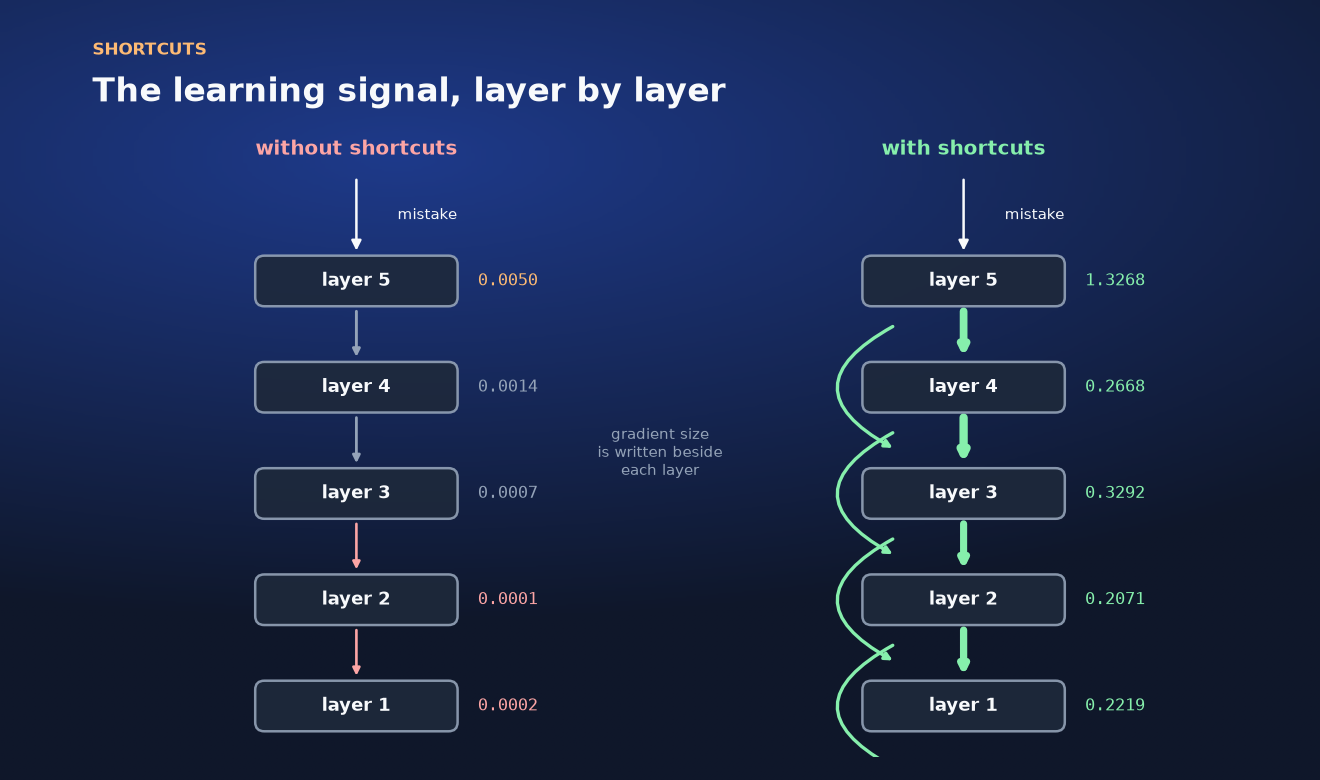 SHORTCUTS
The learning signal, layer by layer
without shortcuts
mistake
layer 5
0.0050
layer 4
0.0014
layer 3
0.0007
layer 2
0.0001
layer 1
0.0002
gradient size
is written beside
each layer
with shortcuts
mistake
layer 5
1.3268
layer 4
0.2668
layer 3
0.3292
layer 2
0.2071
layer 1
0.2219